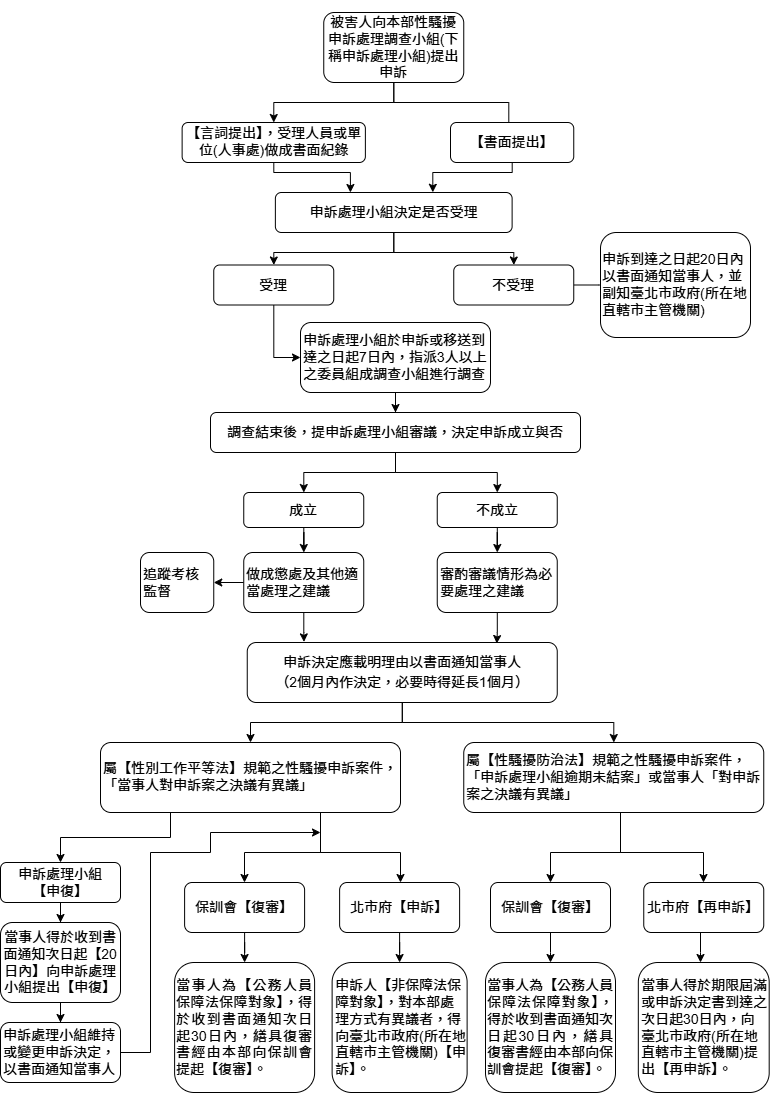 被害人向本部性騷擾
申訴處理調查小組(下
稱申訴處理小組)提出
申訴
【言詞提出】，受理人員或單
位(人事處)做成書面紀錄
【書面提出】
申訴處理小組決定是否受理
受理
不受理
申訴到達之日起20日內
以書面通知當事人，並
副知臺北市政府(所在地
直轄市主管機關)
申訴處理小組於申訴或移送到
達之日起7日內，指派3人以上
之委員組成調查小組進行調查
調查結束後，提申訴處理小組審議，決定申訴成立與否
成立
不成立
追蹤考核
監督
做成懲處及其他適
當處理之建議
審酌審議情形為必
要處理之建議
申訴決定應載明理由以書面通知當事人
（2個月內作決定，必要時得延長1個月）
屬【性別工作平等法】規範之性騷擾申訴案件，
「當事人對申訴案之決議有異議」
屬【性騷擾防治法】規範之性騷擾申訴案件，
「申訴處理小組逾期未結案」或當事人「對申訴
案之決議有異議」
申訴處理小組
【申復】
保訓會【復審】
北市府【申訴】
保訓會【復審】
北市府【再申訴】
當事人得於收到書
面通知次日起【20
日內】向申訴處理
小組提出【申復】
申訴處理小組維持
或變更申訴決定，
以書面通知當事人
當事人為【公務人員
保障法保障對象】，得
於收到書面通知次日
起30日內，繕具復審
書經由本部向保訓會
提起【復審】。
申訴人【非保障法保
障對象】，對本部處
理方式有異議者，得
向臺北市政府(所在地
直轄市主管機關)【申
訴】。
當事人為【公務人員
保障法保障對象】，
得於收到書面通知次
日起30日內，繕具
復審書經由本部向保
訓會提起【復審】。
當事人得於期限屆滿
或申訴決定書到達之
次日起30日內，向
臺北市政府(所在地
直轄市主管機關)提
出【再申訴】。